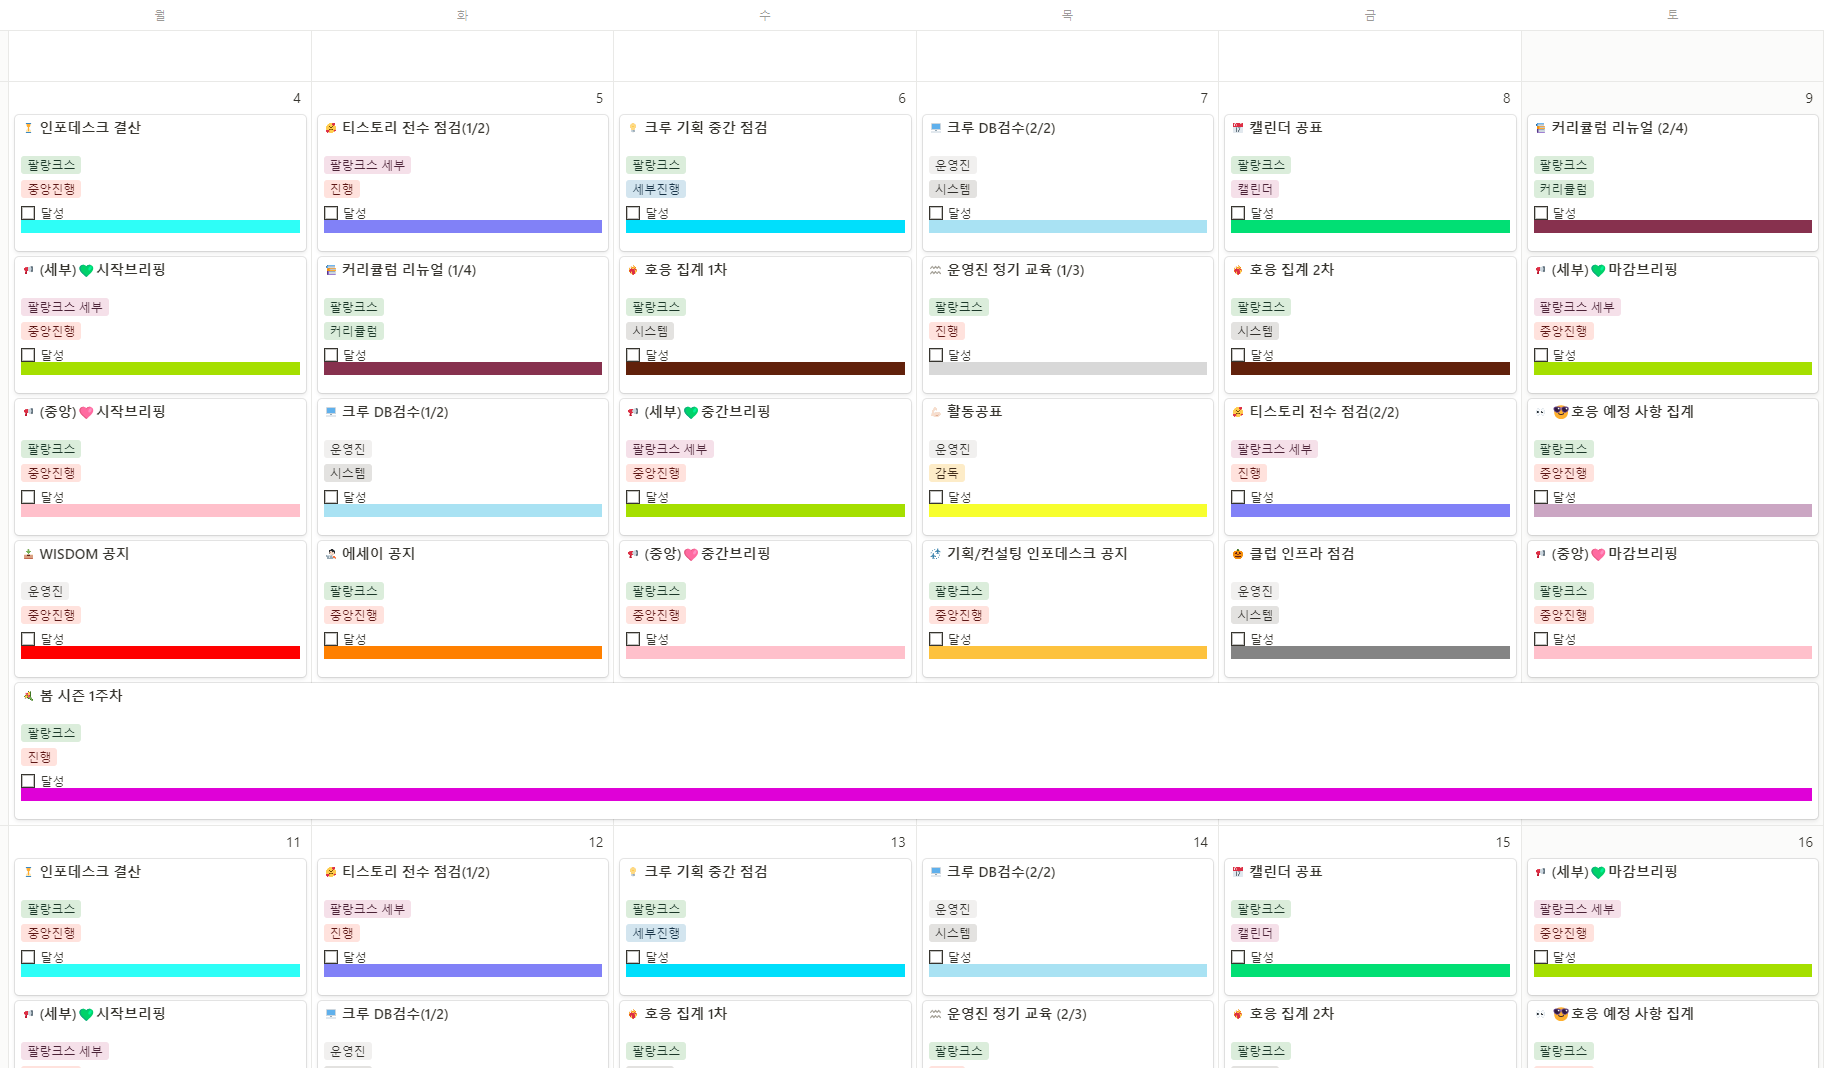 월 화 수 목 금 토
4 5 6 7 8 9
인포데스크 결산
팔랑크스
중앙진행
달성
(세부)💚시작브리핑
팔랑크스 세부
중앙진행
달성
(중앙)🩷시작브리핑
팔랑크스
중앙진행
달성
WISDOM 공지
운영진
중앙진행
달성
티스토리 전수 점검(1/2)
팔랑크스 세부
진행
달성
커리큘럼 리뉴얼 (1/4)
팔랑크스
커리큘럼
달성
크루 DB검수(1/2)
운영진
시스템
달성
에세이 공지
팔랑크스
중앙진행
달성
크루 기획 중간 점검
팔랑크스
세부진행
달성
호응 집계 1차
팔랑크스
시스템
달성
(세부)💚중간브리핑
팔랑크스 세부
중앙진행
달성
(중앙)🩷중간브리핑
팔랑크스
중앙진행
달성
크루 DB검수(2/2)
운영진
시스템
달성
운영진 정기 교육 (1/3)
팔랑크스
진행
달성
활동공표
운영진
감독
달성
기획/컨설팅 인포데스크 공지
팔랑크스
중앙진행
달성
캘린더 공표
팔랑크스
캘린더
달성
호응 집계 2차
팔랑크스
시스템
달성
티스토리 전수 점검(2/2)
팔랑크스 세부
진행
달성
클럽 인프라 점검
운영진
시스템
달성
커리큘럼 리뉴얼 (2/4)
팔랑크스
커리큘럼
달성
(세부)💚마감브리핑
팔랑크스 세부
중앙진행
달성
😎호응 예정 사항 집계
팔랑크스
중앙진행
달성
(중앙)🩷마감브리핑
팔랑크스
중앙진행
달성
봄 시즌 1주차
팔랑크스
진행
달성
11 12 13 14 15 16
인포데스크 결산
팔랑크스
중앙진행
달성
(세부)💚시작브리핑
팔랑크스 세부
티스토리 전수 점검(1/2)
팔랑크스 세부
진행
달성
크루 DB검수(1/2)
운영진
크루 기획 중간 점검
팔랑크스
세부진행
달성
호응 집계 1차
팔랑크스
크루 DB검수(2/2)
운영진
시스템
달성
운영진 정기 교육 (2/3)
팔랑크스
캘린더 공표
팔랑크스
캘린더
달성
호응 집계 2차
팔랑크스
(세부)💚마감브리핑
팔랑크스 세부
중앙진행
달성
😎호응 예정 사항 집계
팔랑크스